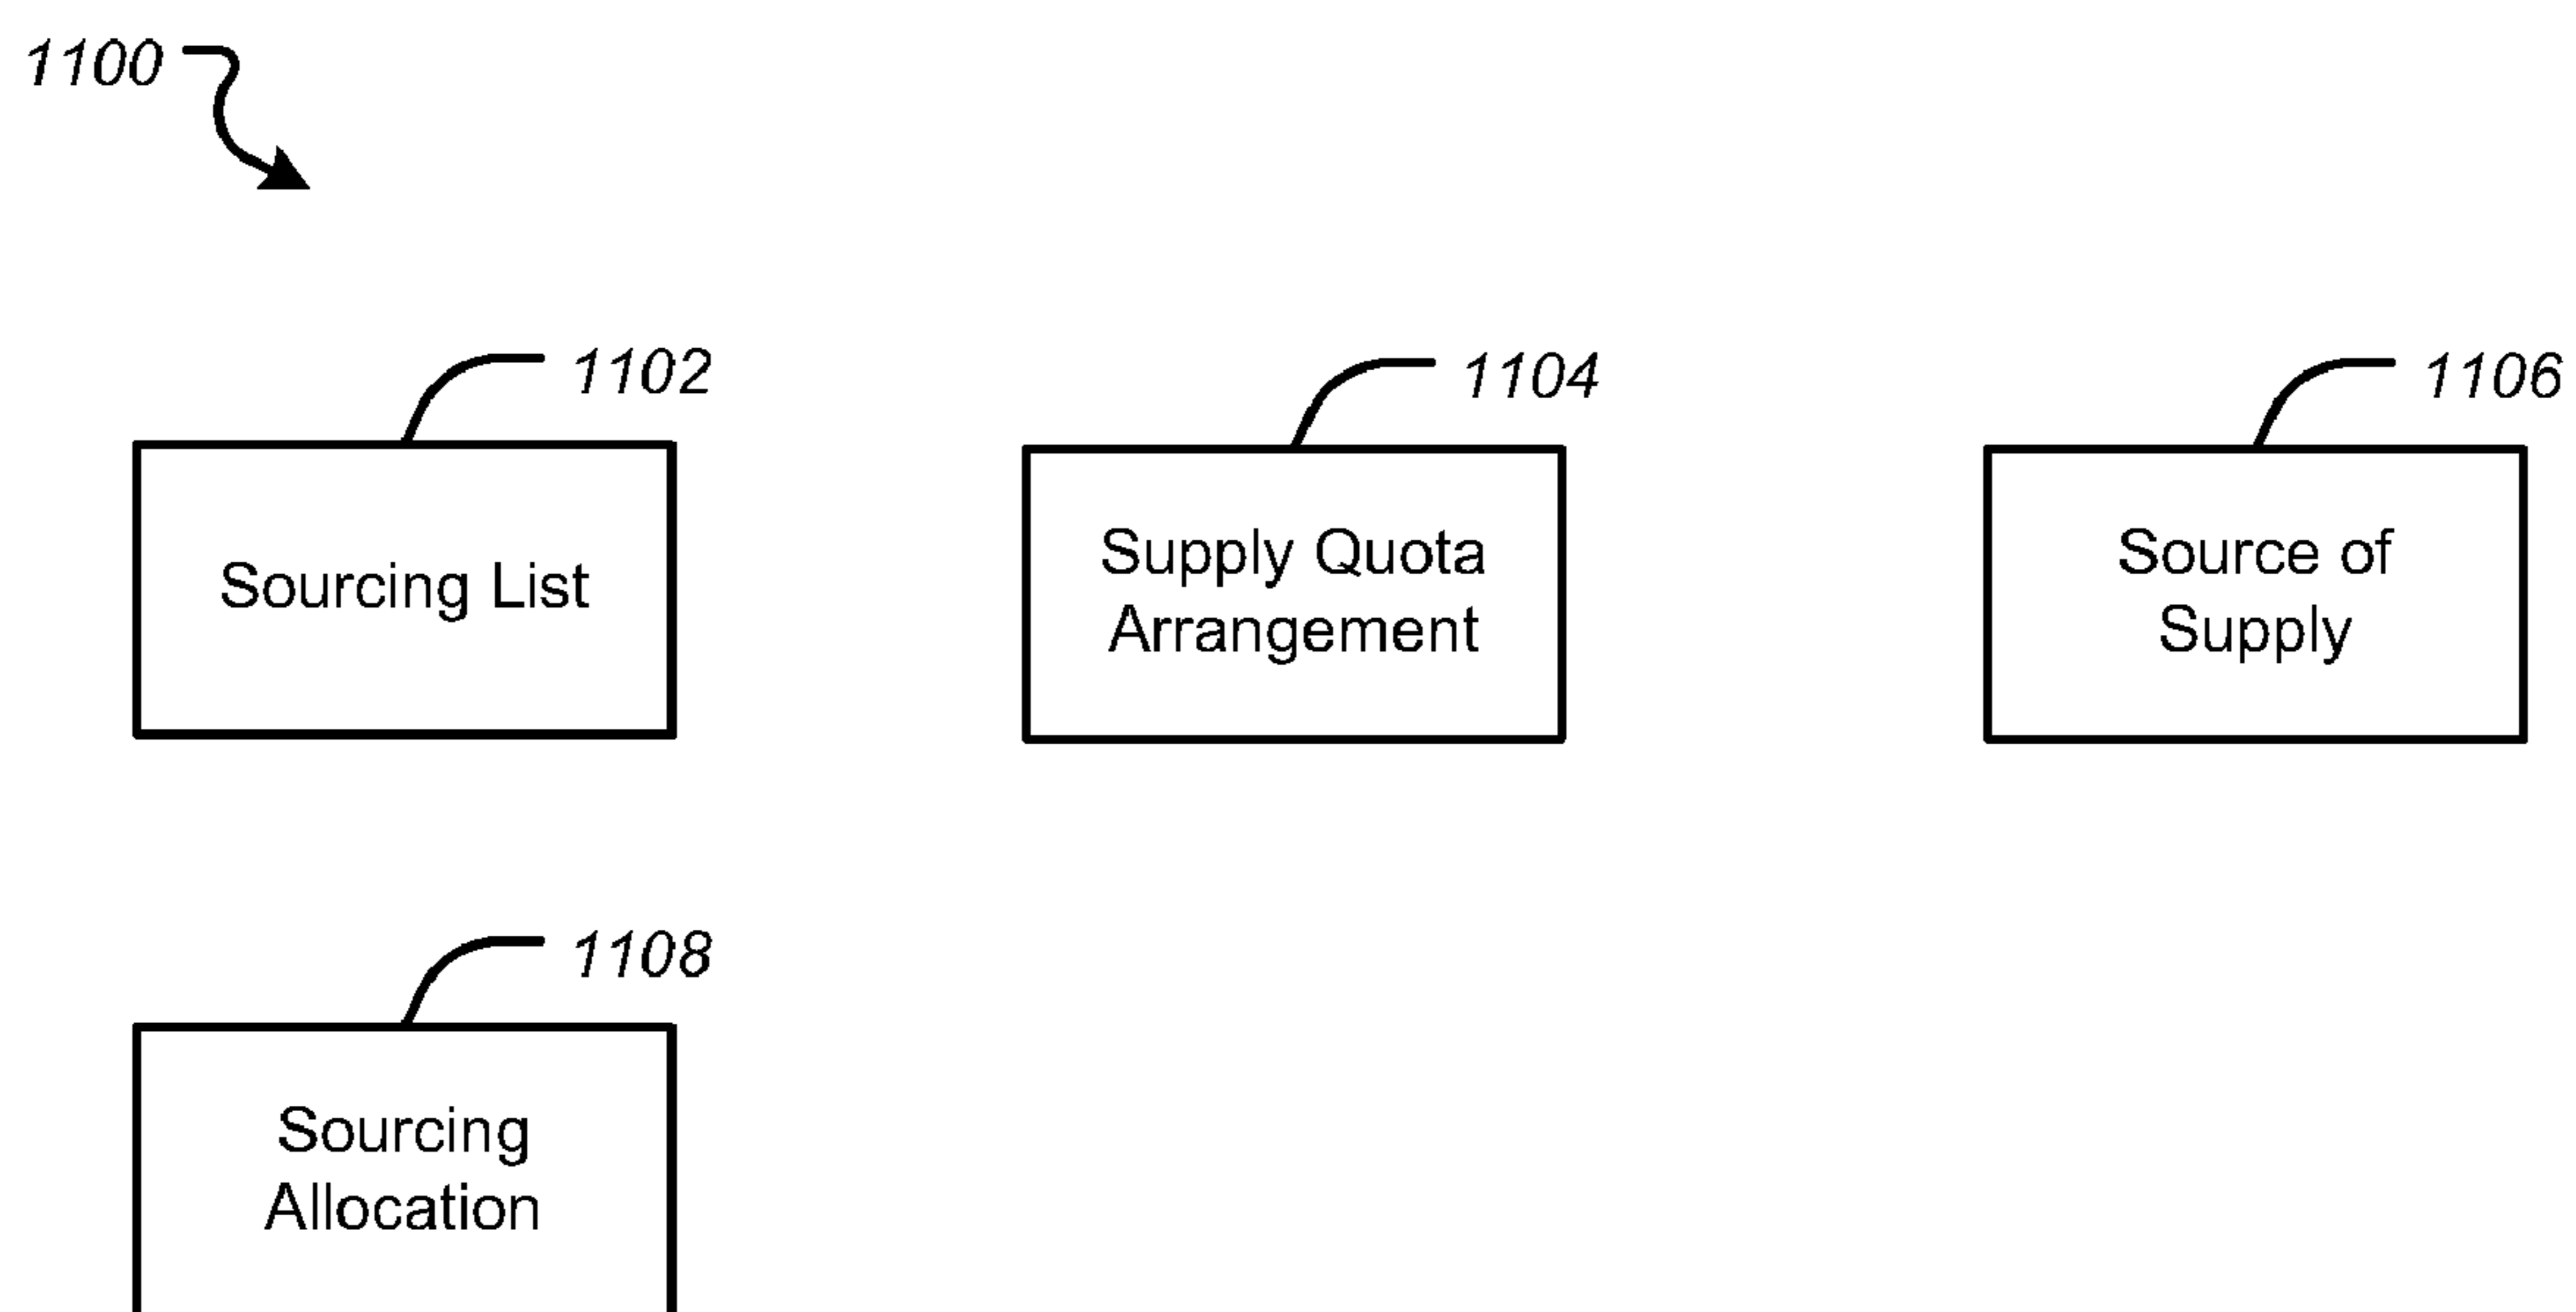 1100
1102
1104
1106
Sourcing List
Supply Quota
Arrangement
Source of
Supply
1108
Sourcing
Allocation